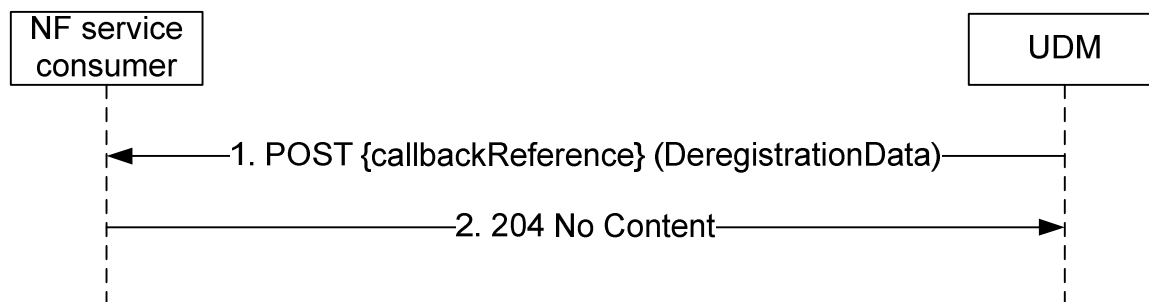 NF service
consumer
UDM
1. POST {callbackReference} (DeregistrationData)
2. 204 No Content